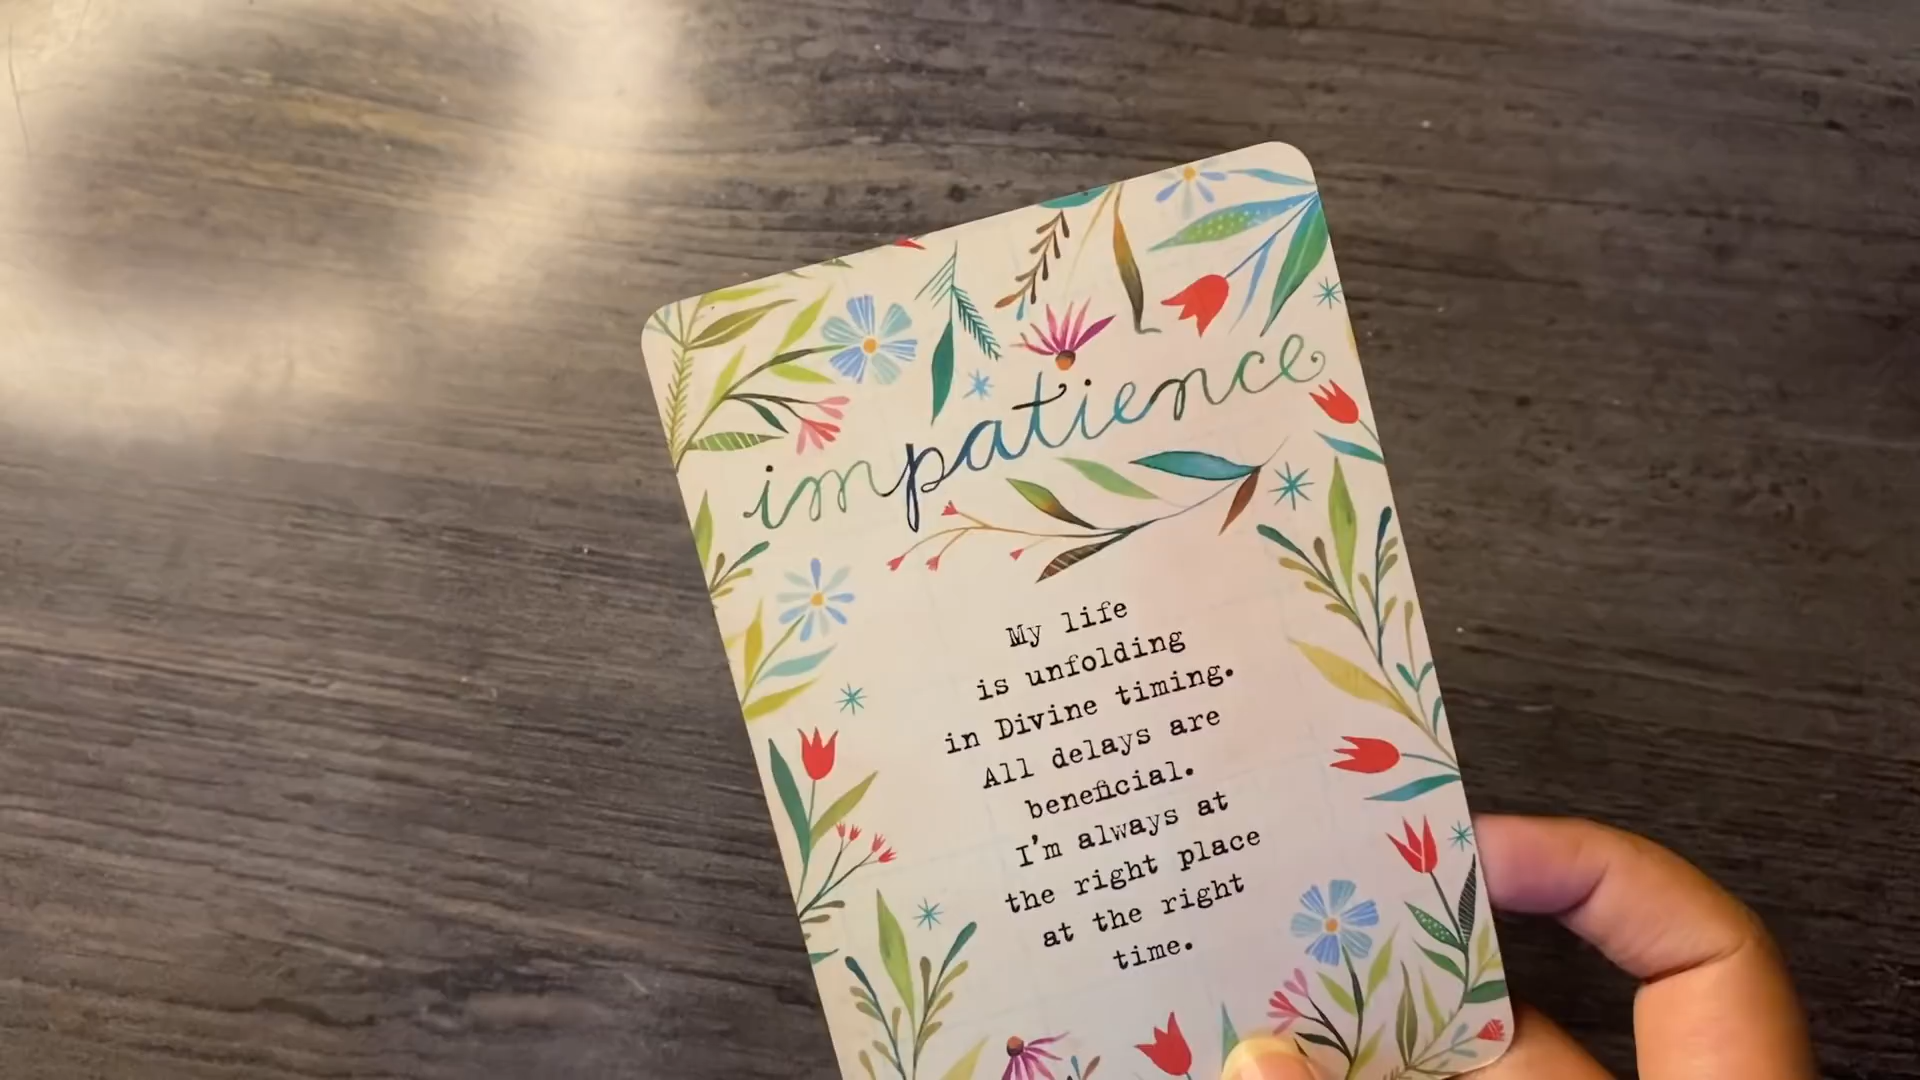 impatience
My life
is unfolding
in Divine timing.
All delays are
beneficial.
I'm always at
the right place
at the right
time.